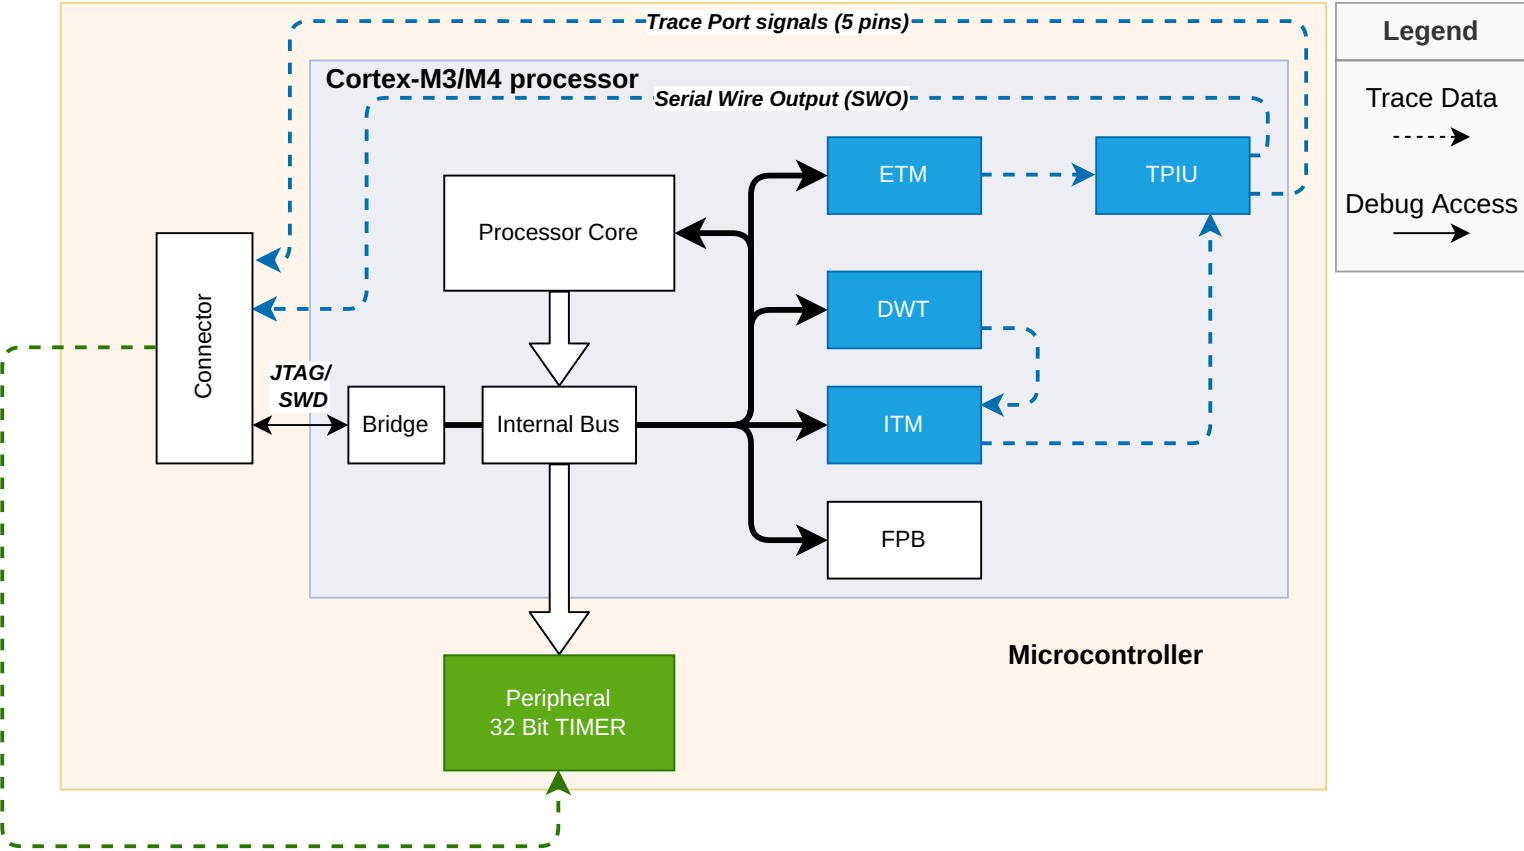 Trace Port signals (5 pins)
Legend
Cortex-M3/M4 processor
Serial Wire Output (SWO)
Trace Data
ETM
TPIU
Debug Access
Processor Core
DWT
Connector
JTAG/
SWD
Bridge
Internal Bus
ITM
FPB
Microcontroller
Peripheral
32 Bit TIMER